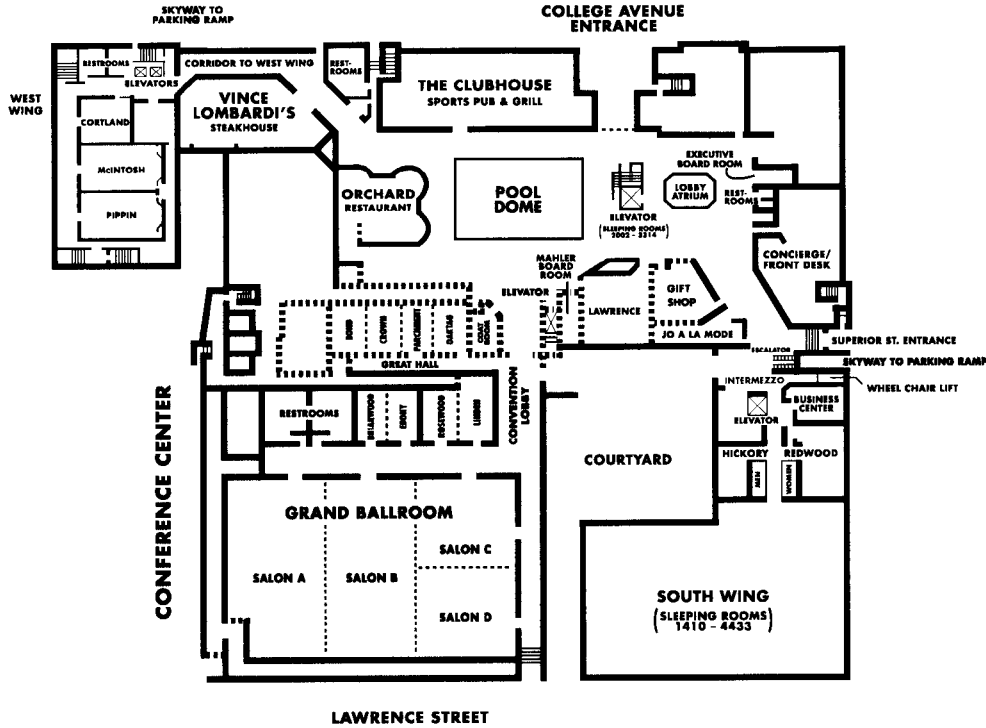 SKYWAY TO
PARKING RAMP
COLLEGE AVENUE
ENTRANCE
RESTROOMS
ELEVATORS
CORRIDOR TO WEST WING
REST-
ROOMS
THE CLUBHOUSE
SPORTS PUB & GRILL
WEST
WING
VINCE
LOMBARDI'S
STEAKHOUSE
CORTLAND
McINTOSH
PIPPIN
ORCHARD
RESTAURANT
POOL
DOME
EXECUTIVE
BOARD ROOM
LOBBY
ATRIUM
REST-
ROOMS
ELEVATOR
(SLEEPING ROOMS
2002 - 3314)
CONCIERGE/
FRONT DESK
MAHLER
BOARD
ROOM
ELEVATOR
LAWRENCE
GIFT
SHOP
JO A LA MODE
BOND
CROWN
PARCHMENT
OAKTAG
COAT
ROOM
GREAT HALL
SUPERIOR ST. ENTRANCE
ESCALATOR
SKYWAY TO PARKING RAMP
WHEEL CHAIR LIFT
INTERMEZZO
BUSINESS
CENTER
ELEVATOR
RESTROOMS
BRIARWOOD
EBONY
ROSEWOOD
LINDEN
CONVENTION
LOBBY
CONFERENCE CENTER
COURTYARD
HICKORY
REDWOOD
MEN
WOMEN
GRAND BALLROOM
SALON A
SALON B
SALON C
SALON D
SOUTH WING
(SLEEPING ROOMS
1410 - 4433)
LAWRENCE STREET